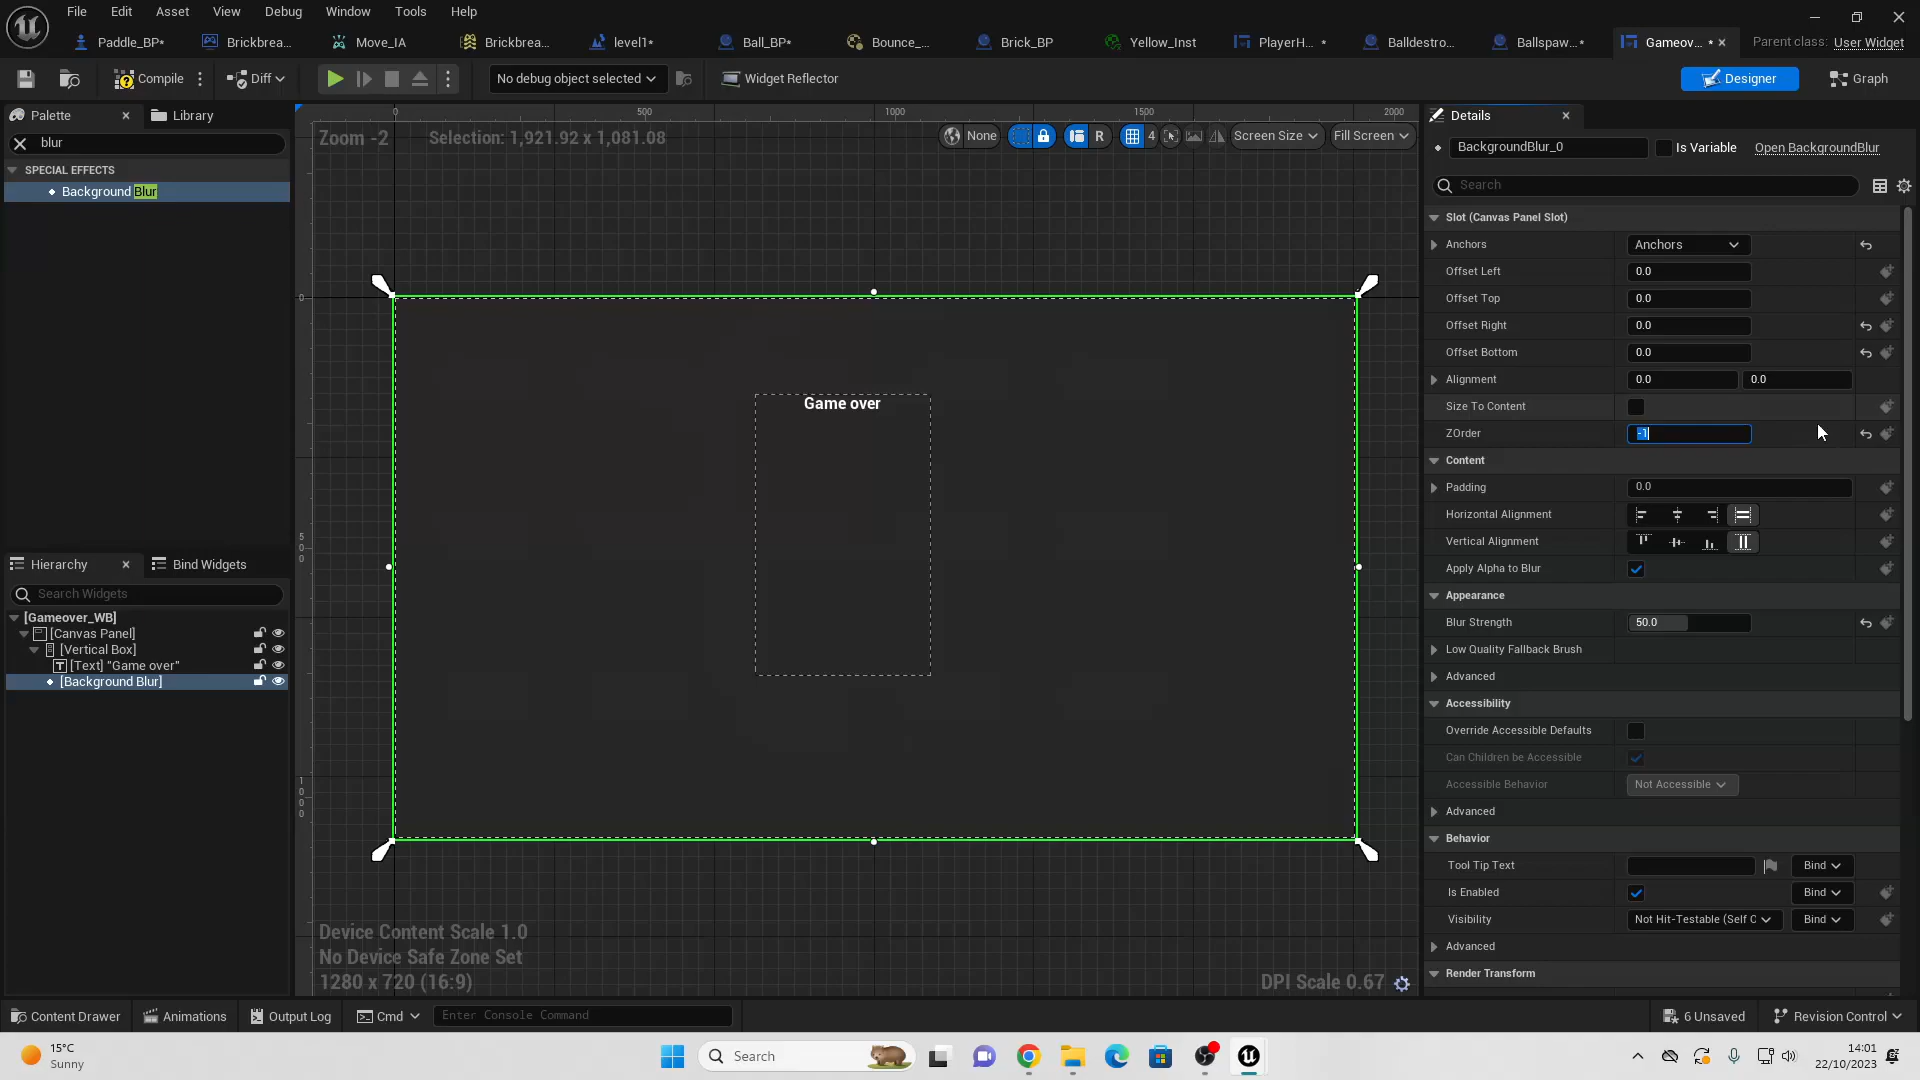 File Edit Asset View Debug Window Tools Help
Paddle_BP* Brickbrea... Move_IA Brickbrea... level1* Ball_BP* Bounce_... Brick_BP Yellow_Inst PlayerH... * Balldestro... Ballspaw...* Gameov... * Parent class: User Widget
Compile Diff No debug object selected Widget Reflector Designer Graph
Palette Library
blur
SPECIAL EFFECTS
Background Blur
0 500 1000 1500 2000
Zoom -2 Selection: 1,921.92 x 1,081.08 None R 4 Screen Size Fill Screen
0
500
1000
Game over
Device Content Scale 1.0
No Device Safe Zone Set
1280 x 720 (16:9) DPI Scale 0.67
Hierarchy Bind Widgets
Search Widgets
[Gameover_WB]
[Canvas Panel]
[Vertical Box]
[Text] "Game over"
[Background Blur]
Details
BackgroundBlur_0 Is Variable Open BackgroundBlur
Search
Slot (Canvas Panel Slot)
Anchors Anchors
Offset Left 0.0
Offset Top 0.0
Offset Right 0.0
Offset Bottom 0.0
Alignment 0.0 0.0
Size To Content
ZOrder -1
Content
Padding 0.0
Horizontal Alignment
Vertical Alignment
Apply Alpha to Blur
Appearance
Blur Strength 50.0
Low Quality Fallback Brush
Advanced
Accessibility
Override Accessible Defaults
Can Children be Accessible
Accessible Behavior Not Accessible
Advanced
Behavior
Tool Tip Text Bind
Is Enabled Bind
Visibility Not Hit-Testable (Self C Bind
Advanced
Render Transform
Content Drawer Animations Output Log Cmd Enter Console Command 6 Unsaved Revision Control
15°C
Sunny
Search
14:01
22/10/2023